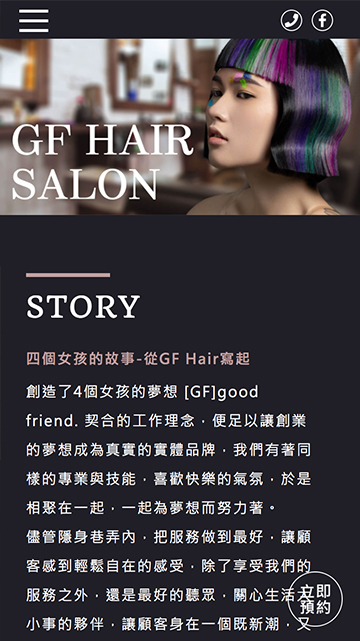 GF HAIR
SALON
STORY
四個女孩的故事-從GF Hair寫起
創造了4個女孩的夢想 [GF]good
friend. 契合的工作理念，便足以讓創業
的夢想成為真實的實體品牌，我們有著同
樣的專業與技能，喜歡快樂的氣氛，於是
相聚在一起，一起為夢想而努力著。
儘管隱身巷弄內，把服務做到最好，讓顧
客感到輕鬆自在的感受，除了享受我們的
服務之外，還是最好的聽眾，關心生活大
小事的夥伴，讓顧客身在一個既新潮，又
立即
預約